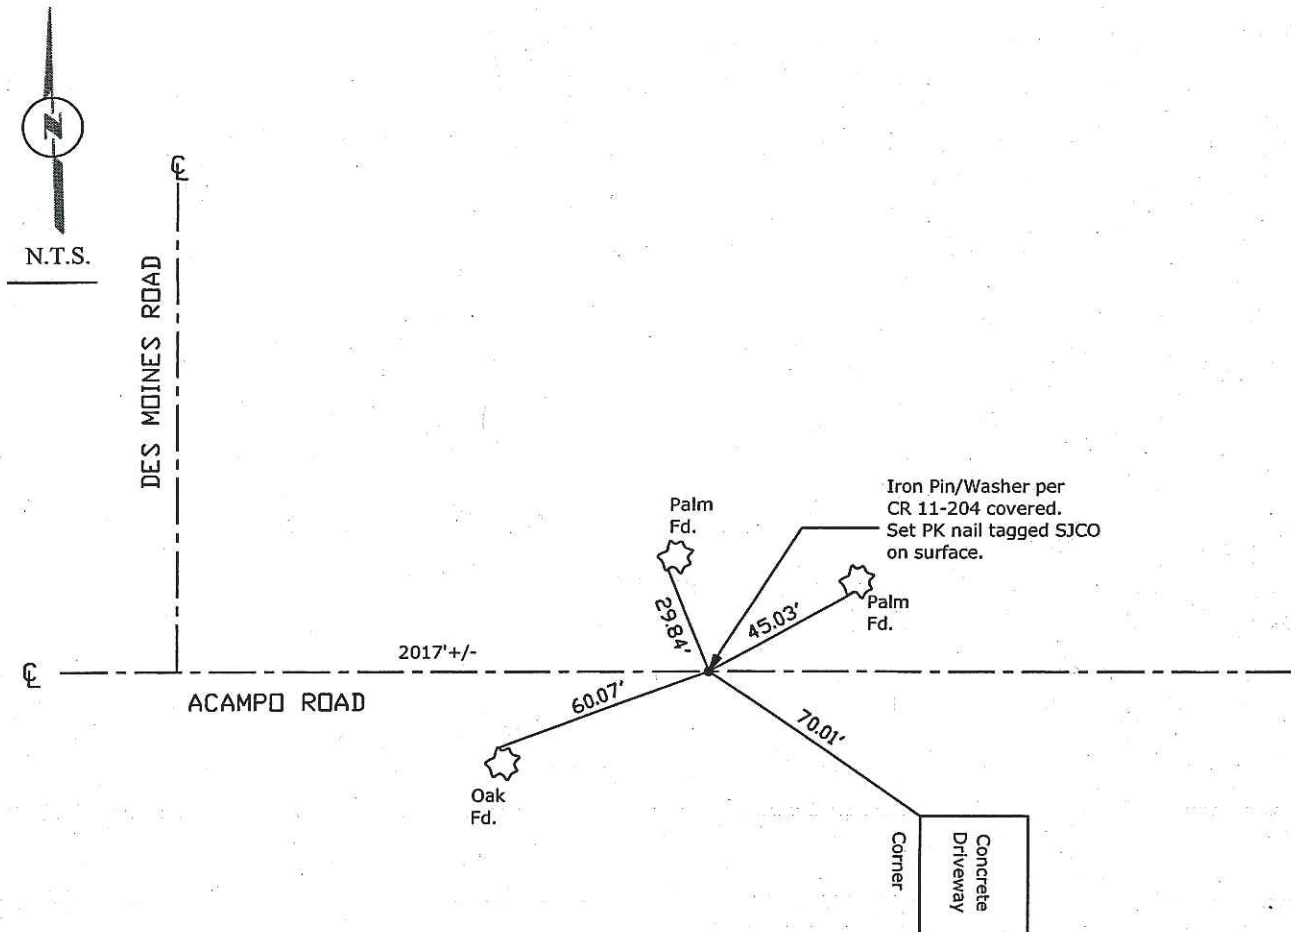 N
N.T.S.
℄
DES MOINES ROAD
Iron Pin/Washer per
CR 11-204 covered.
Set PK nail tagged SJCO
on surface.
Palm
Fd.
Palm
Fd.
29.84'
45.03'
2017'+/-
℄
ACAMPO ROAD
60.07'
70.01'
Oak
Fd.
Corner
Concrete
Driveway